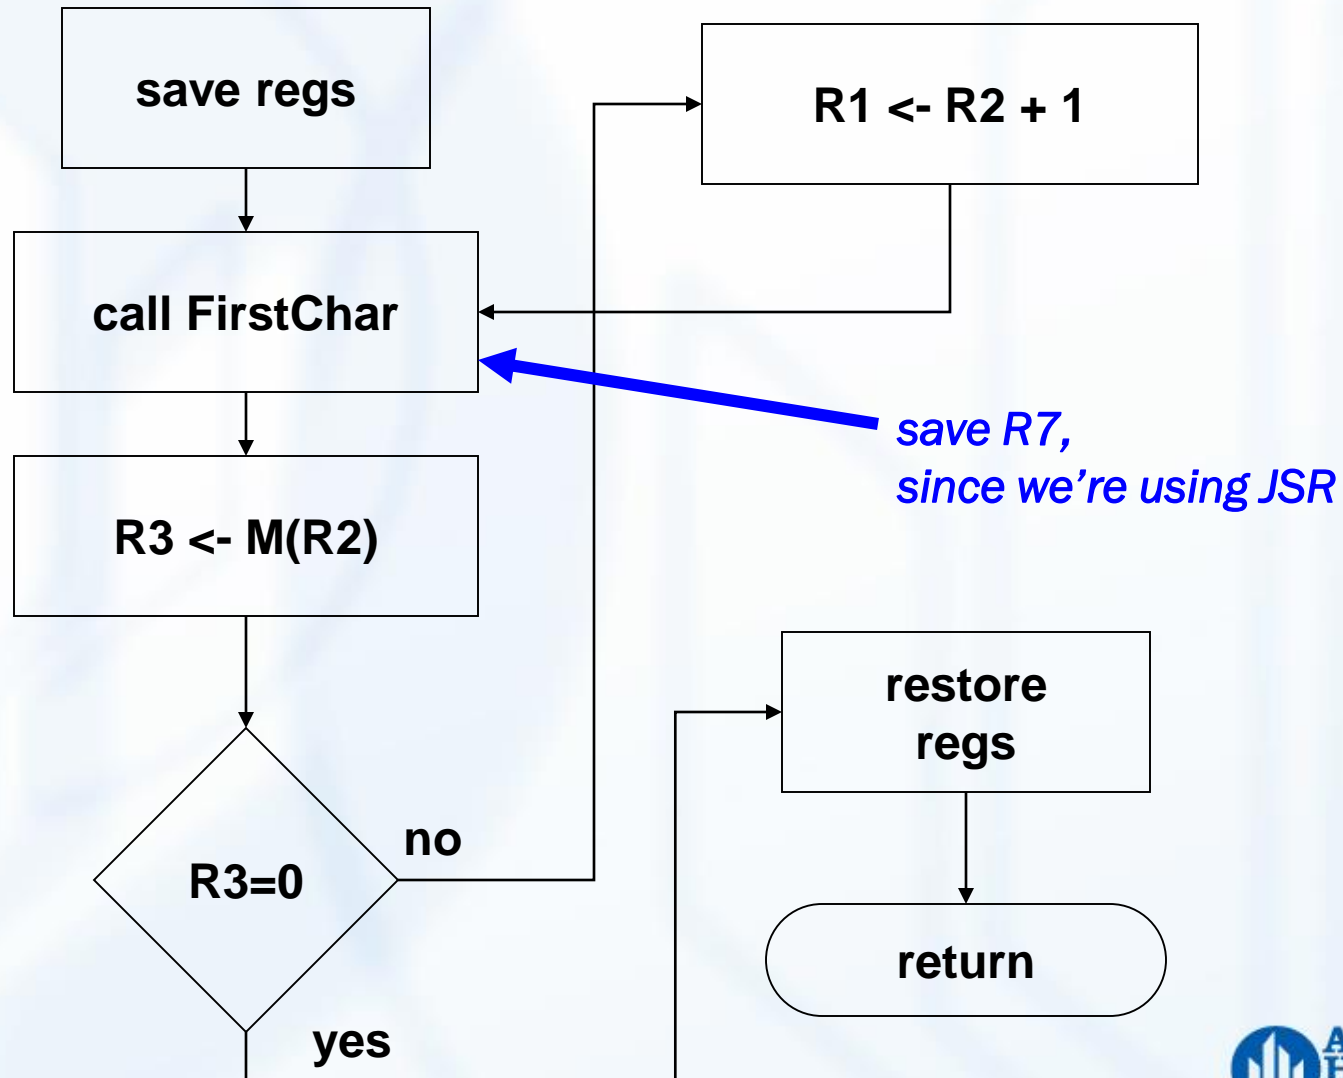 save regs
R1 <- R2 + 1
call FirstChar
save R7,
since we’re using JSR
R3 <- M(R2)
restore
regs
no
R3=0
return
yes